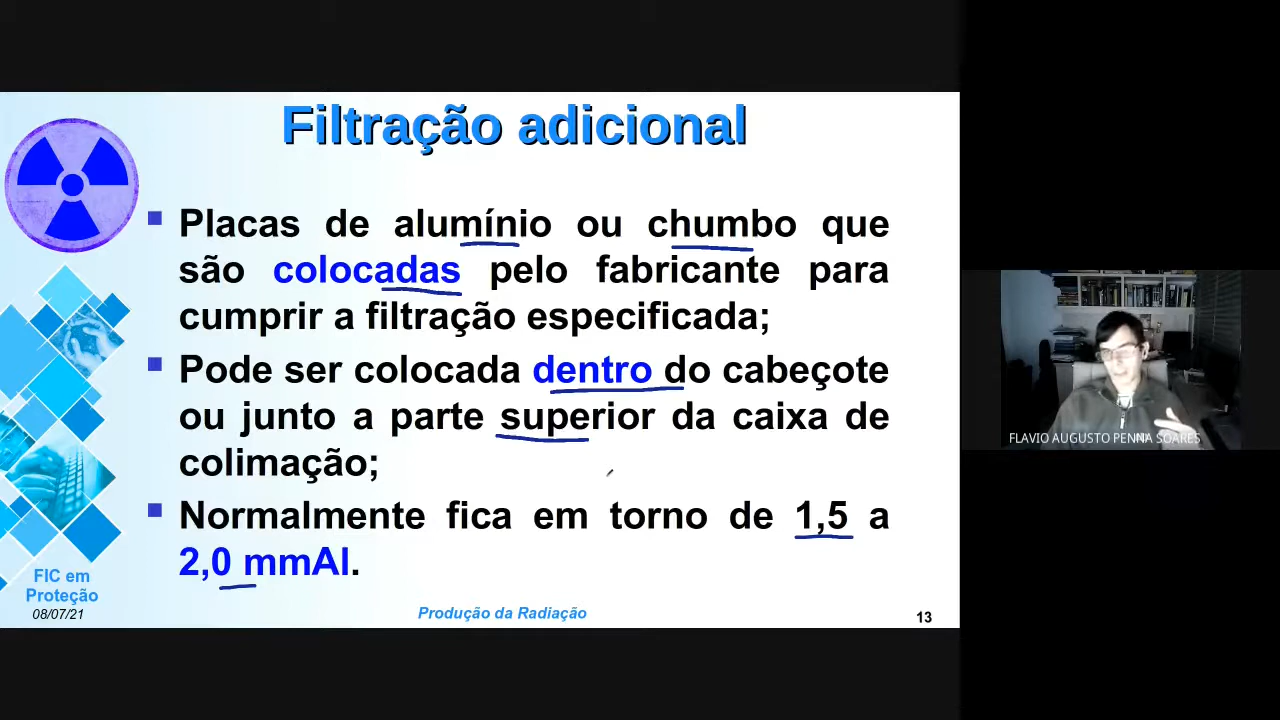 Filtração adicional
Placas de alumínio ou chumbo que
são colocadas pelo fabricante para
cumprir a filtração especificada;
Pode ser colocada dentro do cabeçote
ou junto a parte superior da caixa de
colimação;
Normalmente fica em torno de 1,5 a
2,0 mmAl.
FIC em
Proteção
08/07/21
Produção da Radiação
13
FLAVIO AUGUSTO PENNA SOARES